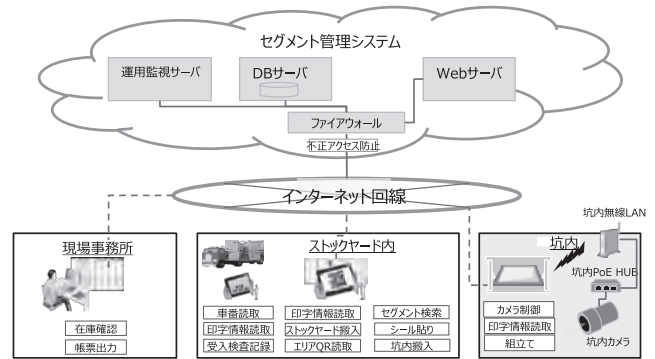 セグメント管理システム
運用監視サーバ
DBサーバ
Webサーバ
ファイアウォール
不正アクセス防止
インターネット回線
現場事務所
在庫確認
帳票出力
ストックヤード内
車番読取
印字情報読取
受入検査記録
印字情報読取
ストックヤード搬入
エリアQR読取
セグメント検索
シール貼り
坑内搬入
坑内
坑内無線LAN
坑内PoE HUB
坑内カメラ
カメラ制御
印字情報読取
組立て